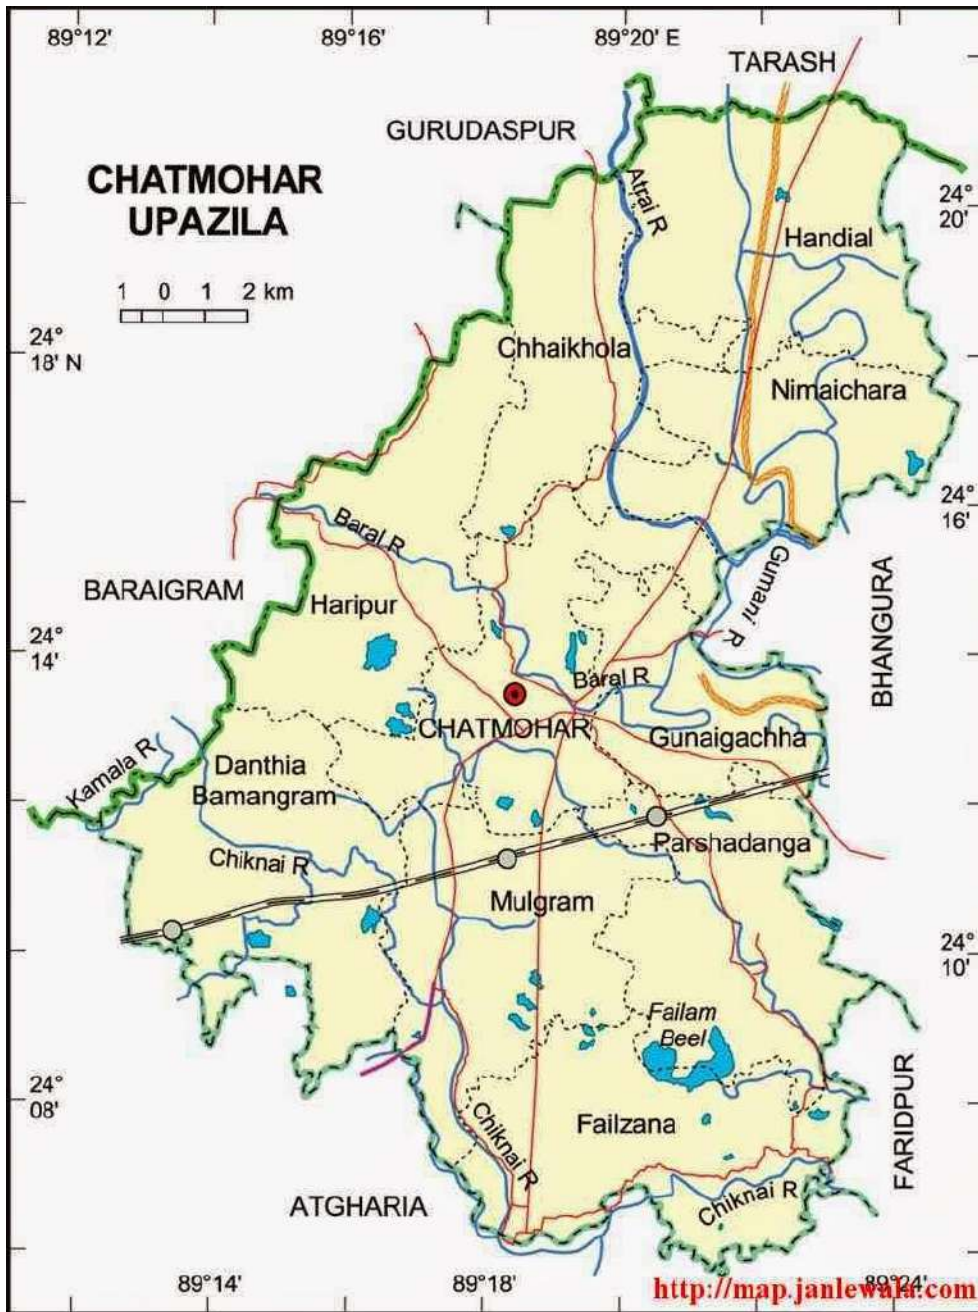 89°12'
89°16'
89°20' E
TARASH
GURUDASPUR
CHATMOHAR
UPAZILA
1 0 1 2 km
Atrai R
24°
20'
Handial
24°
18' N
Chhaikhola
Nimaichara
24°
16'
Baral R
BARAIGRAM
Haripur
Gumani R
BHANGURA
24°
14'
Baral R
CHATMOHAR
Gunaigachha
Kamala R
Danthia
Bamangram
Chiknai R
Parshadanga
Mulgram
24°
10'
Failam
Beel
24°
08'
Failzana
FARIDPUR
Chiknai R
ATGHARIA
Chiknai R
89°14'
89°18'
89°24'
http://map.janlewala.com